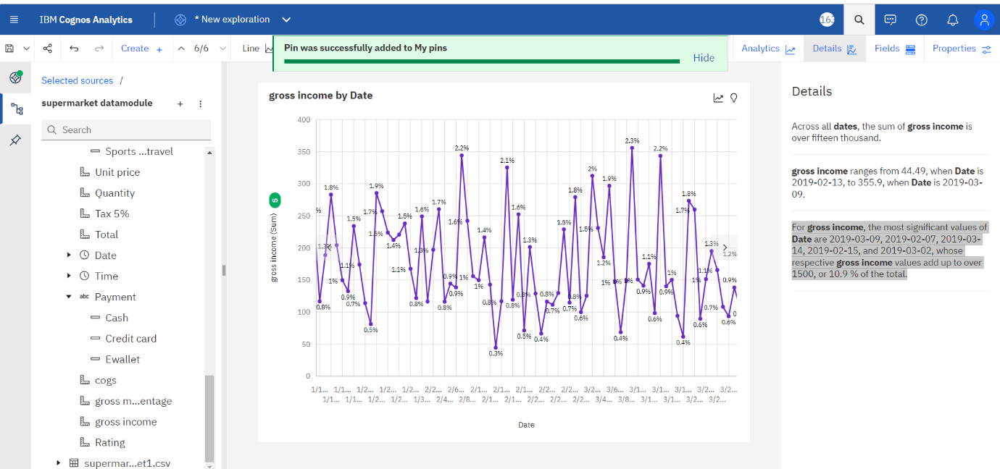 IBM Cognos Analytics
* New exploration
163
Create +
6/6
Line
Pin was successfully added to My pins
Hide
Analytics
Details
Fields
Properties
Selected sources /
supermarket datamodule
Search
Sports ...travel
Unit price
Quantity
Tax 5%
Total
Date
Time
abc Payment
Cash
Credit card
Ewallet
cogs
gross m...entage
gross income
Rating
supermar...et1.csv
gross income by Date
gross income (Sum)
5
400
350
300
250
200
150
100
50
0
1.8%
0.8%
1.5%
0.9%
1.1%
1%
0.7%
0.5%
1.9%
1.7%
1.4%
1.5%
1.1%
0.8%
1.6%
1.3%
1.7%
0.8%
0.9%
0.9%
2.2%
1.6%
1%
1%
1.4%
0.8%
0.3%
2.1%
0.8%
1.6%
0.5%
1.3%
0.4%
0.8%
0.7%
1.5%
0.7%
1.8%
0.8%
0.6%
2%
1.5%
1.2%
1.9%
1%
0.4%
2.3%
0.9%
1.1%
0.6%
2.2%
0.9%
1%
0.4%
1.8%
1.7%
0.6%
1%
1.1%
1.3%
1.2%
0.7%
0.6%
0.9%
1/1... 1/1... 1/2... 1/2... 2/2... 2/6... 2/1... 2/1... 2/1... 2/2... 2/2... 3/2... 3/6... 3/1... 3/1... 3/1... 3/2...
1/1... 1/1... 1/2... 1/2... 1/3... 2/4... 2/8... 2/1... 2/1... 2/2... 2/2... 2/2... 3/4... 3/8... 3/1... 3/1... 3/2... 3/2...
Date
Details
Across all dates, the sum of gross income is
over fifteen thousand.
gross income ranges from 44.49, when Date is
2019-02-13, to 355.9, when Date is 2019-03-
09.
For gross income, the most significant values of
Date are 2019-03-09, 2019-02-07, 2019-03-
14, 2019-02-15, and 2019-03-02, whose
respective gross income values add up to over
1500, or 10.9 % of the total.